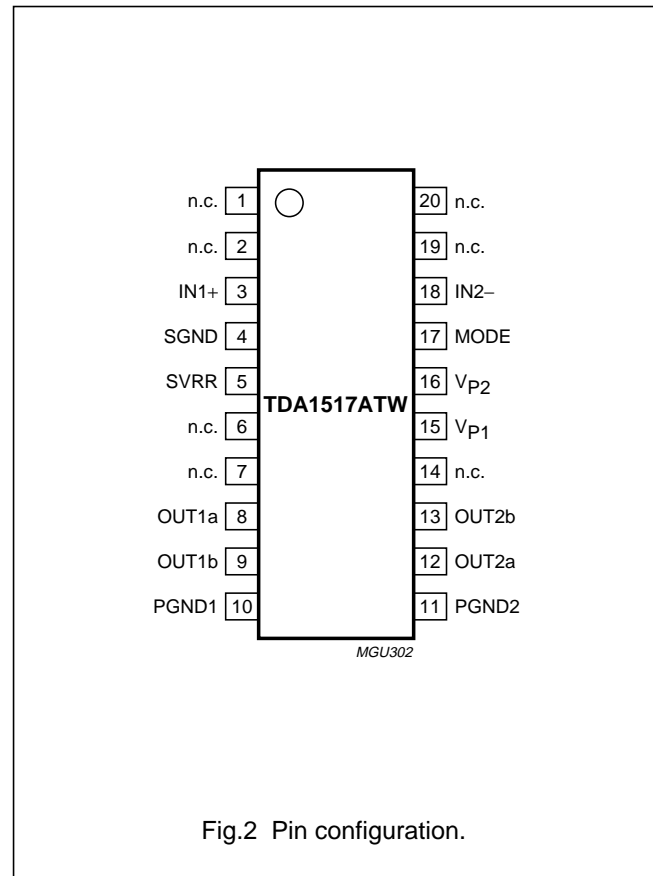 n.c. 1 20 n.c.
n.c. 2 19 n.c.
IN1+ 3 18 IN2−
SGND 4 17 MODE
SVRR 5 16 VP2
TDA1517ATW
n.c. 6 15 VP1
n.c. 7 14 n.c.
OUT1a 8 13 OUT2b
OUT1b 9 12 OUT2a
PGND1 10 11 PGND2
MGU302
Fig.2 Pin configuration.